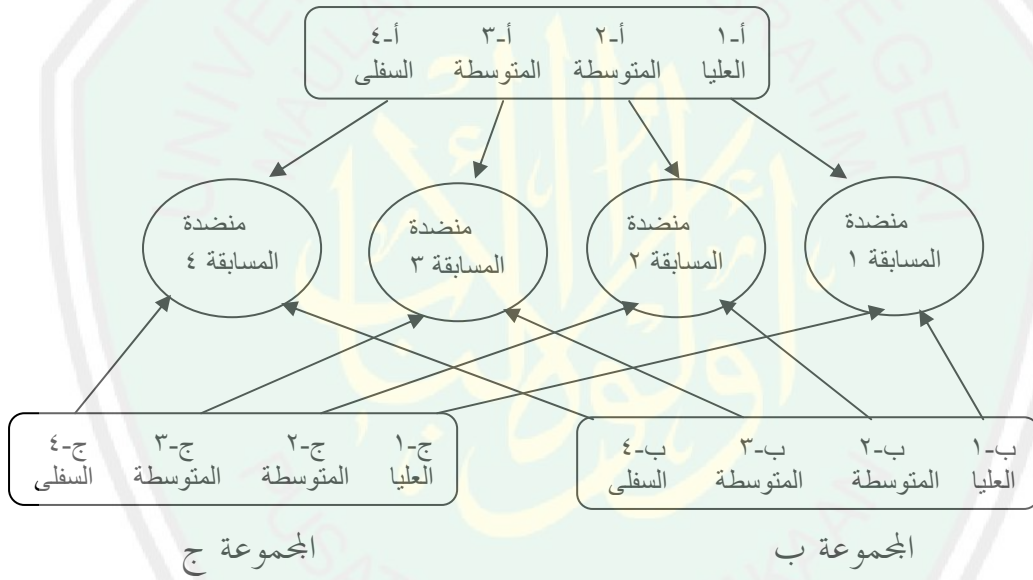 أ-١ أ-٢ أ-٣ أ-٤
العليا المتوسطة المتوسطة السفلى
منضدة المسابقة ١
منضدة المسابقة ٢
منضدة المسابقة ٣
منضدة المسابقة ٤
ب-١ ب-٢ ب-٣ ب-٤
العليا المتوسطة المتوسطة السفلى
ج-١ ج-٢ ج-٣ ج-٤
العليا المتوسطة المتوسطة السفلى
المجموعة ب
المجموعة ج